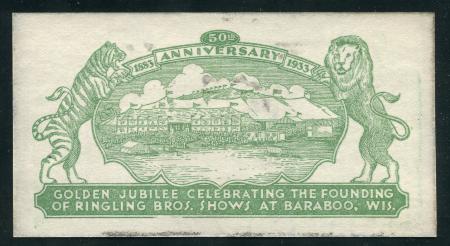 50th
ANNIVERSARY
1883 1933
GOLDEN JUBILEE CELEBRATING THE FOUNDING
OF RINGLING BROS. SHOWS AT BARABOO, WIS.